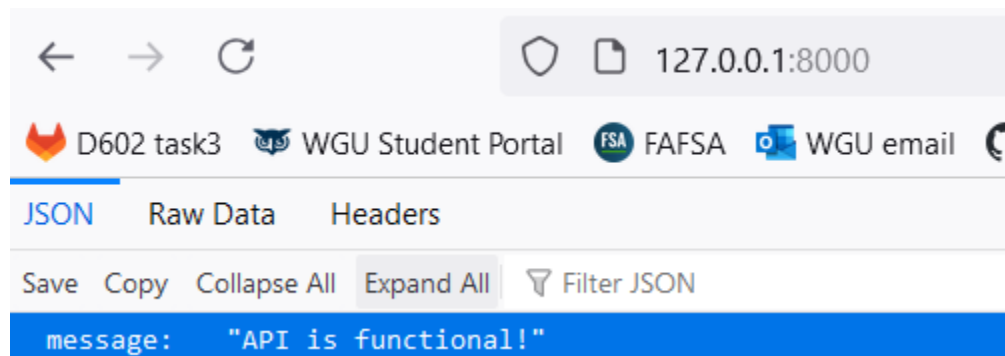 127.0.0.1:8000
D602 task3 WGU Student Portal FSA FAFSA WGU email
JSON Raw Data Headers
Save Copy Collapse All Expand All Filter JSON
message: "API is functional!"